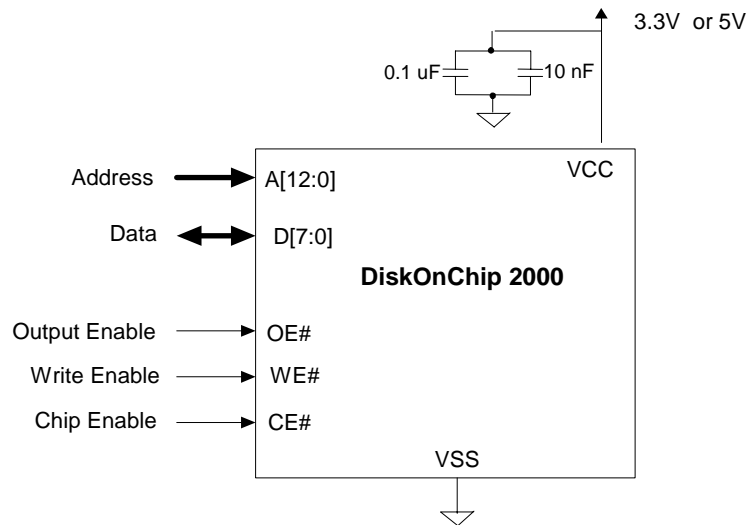 3.3V or 5V
0.1 uF
10 nF
VCC
Address
A[12:0]
Data
D[7:0]
DiskOnChip 2000
Output Enable
OE#
Write Enable
WE#
Chip Enable
CE#
VSS